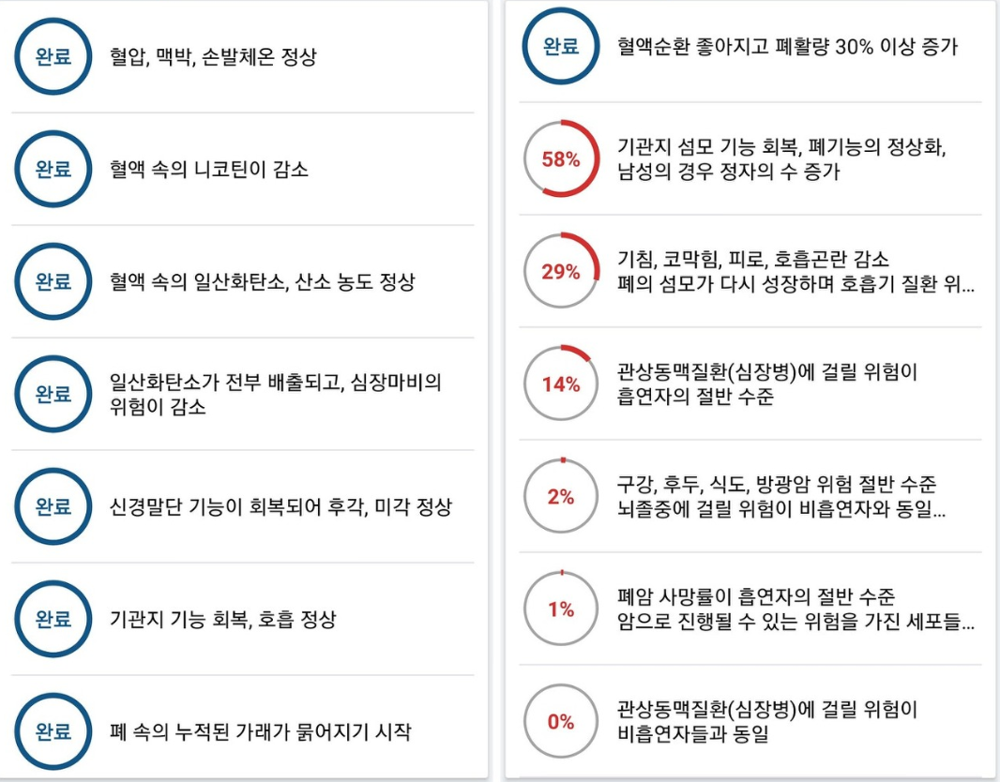 완료
혈압, 맥박, 손발체온 정상
완료
혈액 속의 니코틴이 감소
완료
혈액 속의 일산화탄소, 산소 농도 정상
완료
일산화탄소가 전부 배출되고, 심장마비의
위험이 감소
완료
신경말단 기능이 회복되어 후각, 미각 정상
완료
기관지 기능 회복, 호흡 정상
완료
폐 속의 누적된 가래가 묽어지기 시작
완료
혈액순환 좋아지고 폐활량 30% 이상 증가
58%
기관지 섬모 기능 회복, 폐기능의 정상화,
남성의 경우 정자의 수 증가
29%
기침, 코막힘, 피로, 호흡곤란 감소
폐의 섬모가 다시 성장하며 호흡기 질환 위...
14%
관상동맥질환(심장병)에 걸릴 위험이
흡연자의 절반 수준
2%
구강, 후두, 식도, 방광암 위험 절반 수준
뇌졸중에 걸릴 위험이 비흡연자와 동일...
1%
폐암 사망률이 흡연자의 절반 수준
암으로 진행될 수 있는 위험을 가진 세포들...
0%
관상동맥질환(심장병)에 걸릴 위험이
비흡연자들과 동일